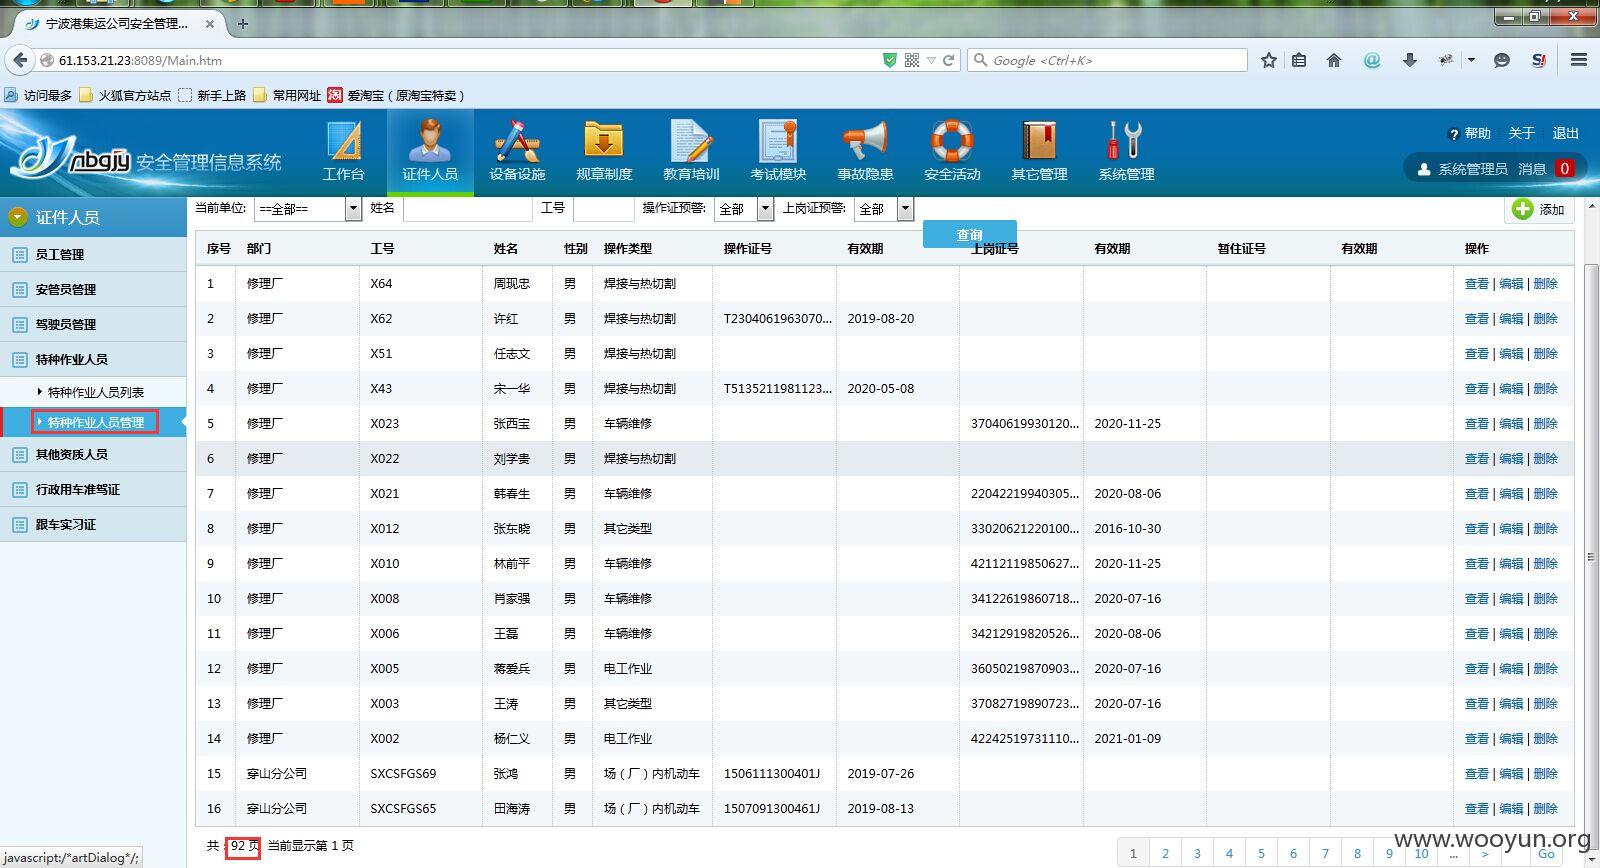 宁波港集运公司安全管理...
61.153.21.23:8089/Main.htm
Google <Ctrl+K>
访问最多 火狐官方站点 新手上路 常用网址 爱淘宝（原淘宝特卖）
nbgjy 安全管理信息系统
工作台 证件人员 设备设施 规章制度 教育培训 考试模块 事故隐患 安全活动 其它管理 系统管理
帮助 关于 退出
系统管理员 消息 0
证件人员
员工管理
安管员管理
驾驶员管理
特种作业人员
特种作业人员列表
特种作业人员管理
其他资质人员
行政用车准驾证
跟车实习证
当前单位: ==全部== 姓名 工号 操作证预警: 全部 上岗证预警: 全部 查询 添加
序号 部门 工号 姓名 性别 操作类型 操作证号 有效期 上岗证号 有效期 暂住证号 有效期 操作
1 修理厂 X64 周现忠 男 焊接与热切割 查看 | 编辑 | 删除
2 修理厂 X62 许红 男 焊接与热切割 T2304061963070... 2019-08-20 查看 | 编辑 | 删除
3 修理厂 X51 任志文 男 焊接与热切割 查看 | 编辑 | 删除
4 修理厂 X43 宋一华 男 焊接与热切割 T5135211981123... 2020-05-08 查看 | 编辑 | 删除
5 修理厂 X023 张西宝 男 车辆维修 37040619930120... 2020-11-25 查看 | 编辑 | 删除
6 修理厂 X022 刘学贵 男 焊接与热切割 查看 | 编辑 | 删除
7 修理厂 X021 韩春生 男 车辆维修 22042219940305... 2020-08-06 查看 | 编辑 | 删除
8 修理厂 X012 张东晓 男 其它类型 33020621220100... 2016-10-30 查看 | 编辑 | 删除
9 修理厂 X010 林前平 男 车辆维修 42112119850627... 2020-11-25 查看 | 编辑 | 删除
10 修理厂 X008 肖家强 男 车辆维修 34122619860718... 2020-07-16 查看 | 编辑 | 删除
11 修理厂 X006 王磊 男 车辆维修 34212919820526... 2020-08-06 查看 | 编辑 | 删除
12 修理厂 X005 蒋爱兵 男 电工作业 36050219870903... 2020-07-16 查看 | 编辑 | 删除
13 修理厂 X003 王涛 男 其它类型 37082719890723... 2020-07-16 查看 | 编辑 | 删除
14 修理厂 X002 杨仁义 男 电工作业 42242519731110... 2021-01-09 查看 | 编辑 | 删除
15 穿山分公司 SXCSFGS69 张鸿 男 场（厂）内机动车 1506111300401J 2019-07-26 查看 | 编辑 | 删除
16 穿山分公司 SXCSFGS65 田海涛 男 场（厂）内机动车 1507091300461J 2019-08-13 查看 | 编辑 | 删除
共：92 页 当前显示第 1 页
1 2 3 4 5 6 7 8 9 10 ... > Go
www.wooyun.org
javascript:/*artDialog*/;